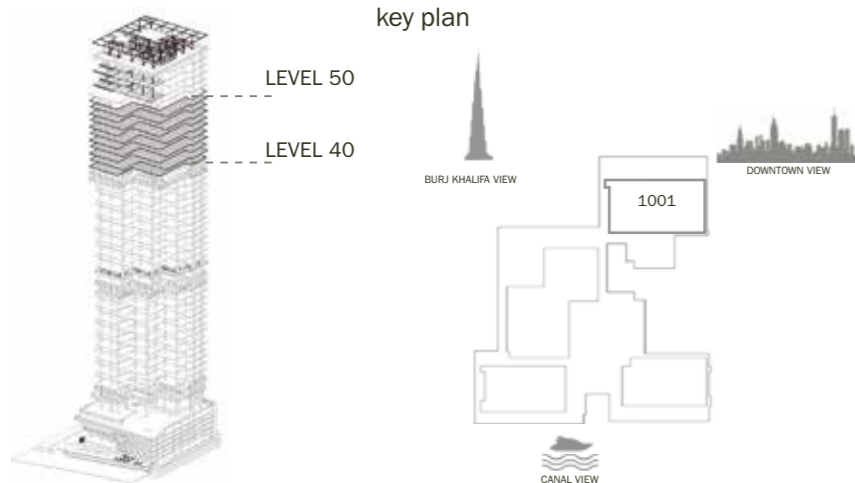 key plan
LEVEL 50
LEVEL 40
BURJ KHALIFA VIEW
DOWNTOWN VIEW
1001
CANAL VIEW